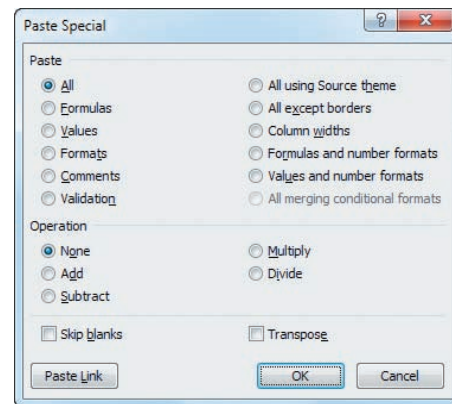 Paste Special
Paste
All
All using Source theme
Formulas
All except borders
Values
Column widths
Formats
Formulas and number formats
Comments
Values and number formats
Validation
All merging conditional formats
Operation
None
Multiply
Add
Divide
Subtract
Skip blanks
Transpose
Paste Link
OK
Cancel